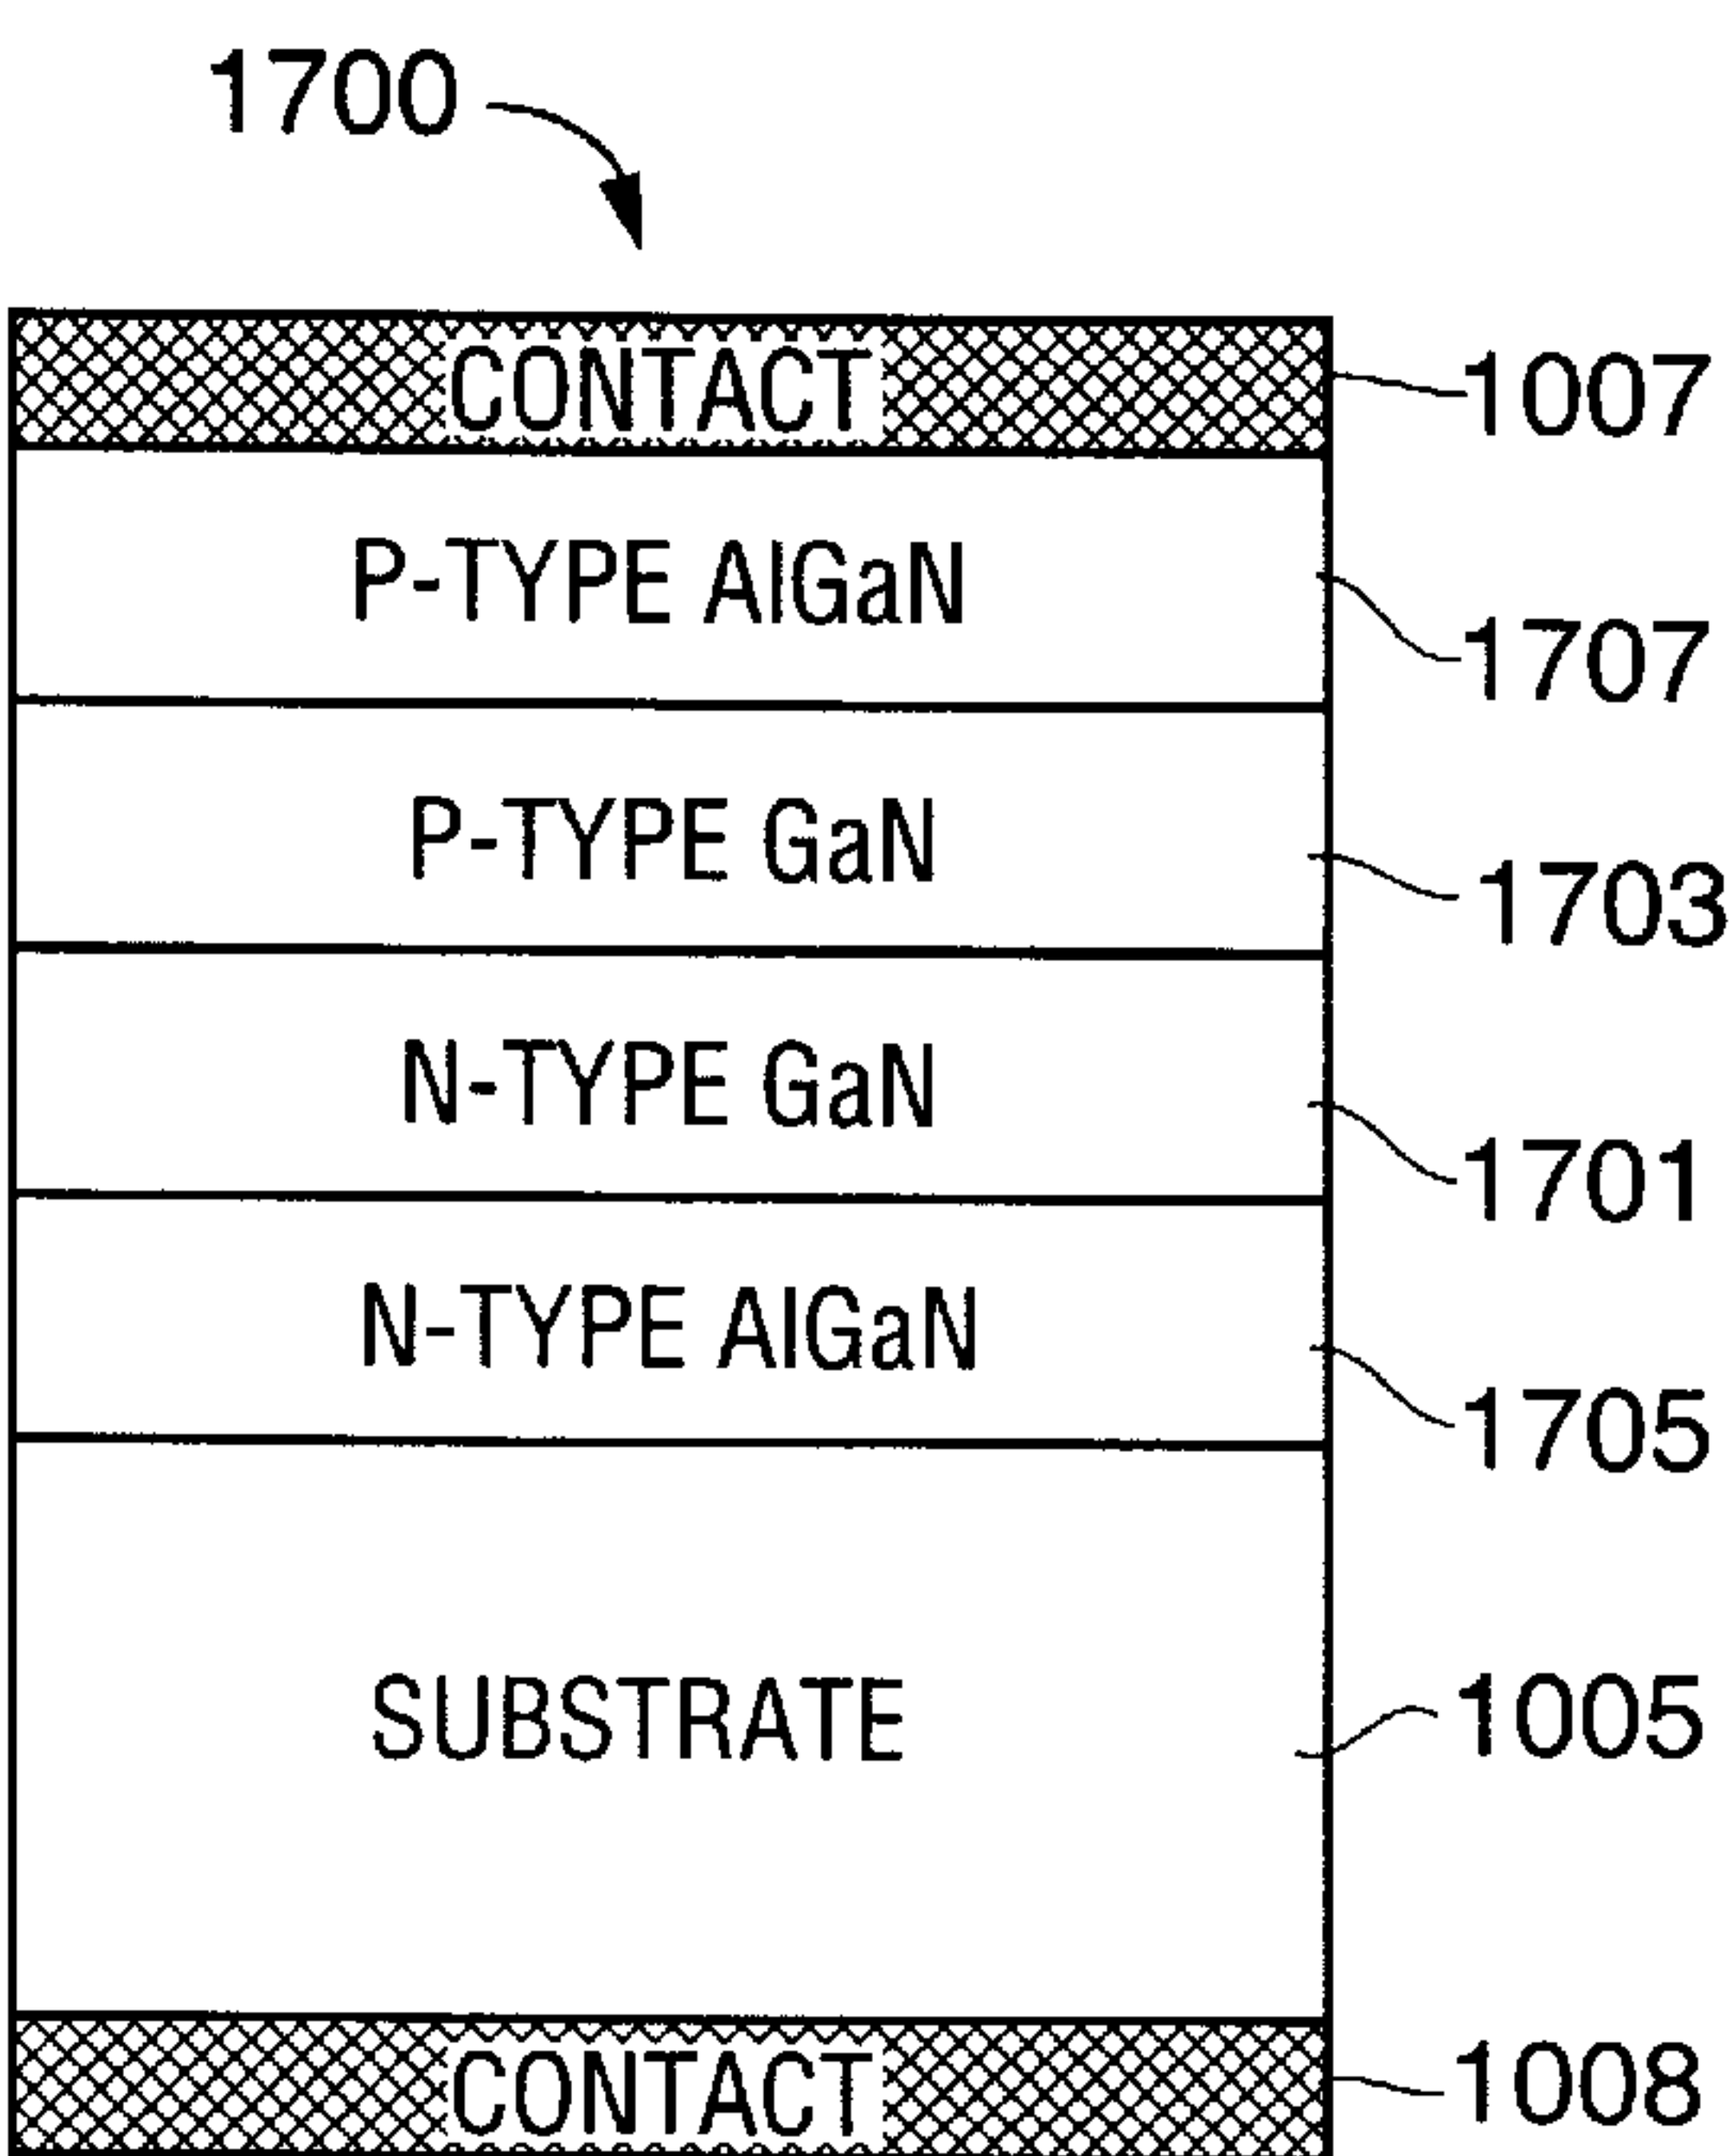 1700
CONTACT
1007
P-TYPE AlGaN
1707
P-TYPE GaN
1703
N-TYPE GaN
1701
N-TYPE AlGaN
1705
SUBSTRATE
1005
CONTACT
1008